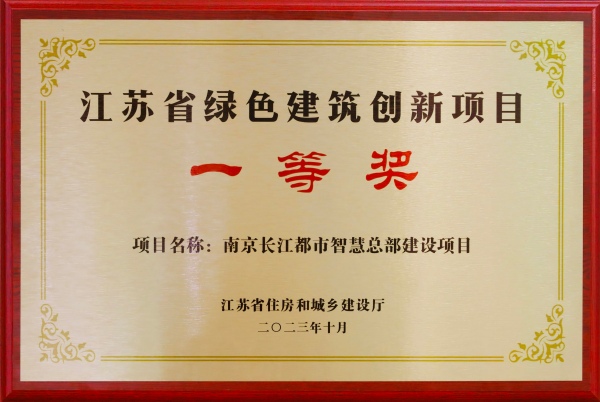 江苏省绿色建筑创新项目
一等奖
项目名称：南京长江都市智慧总部建设项目
江苏省住房和城乡建设厅
二〇二三年十月